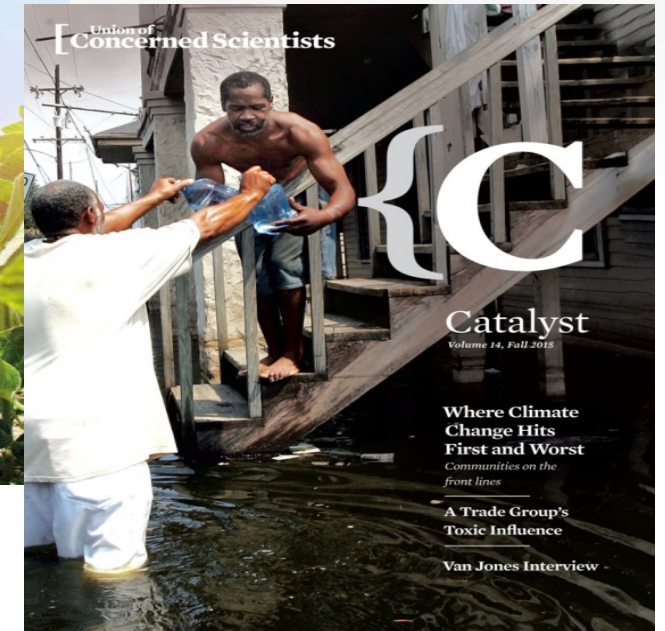 Union of
[Concerned Scientists
{C
Catalyst
Volume 14, Fall 2015
Where Climate
Change Hits
First and Worst
Communities on the
front lines
A Trade Group's
Toxic Influence
Van Jones Interview